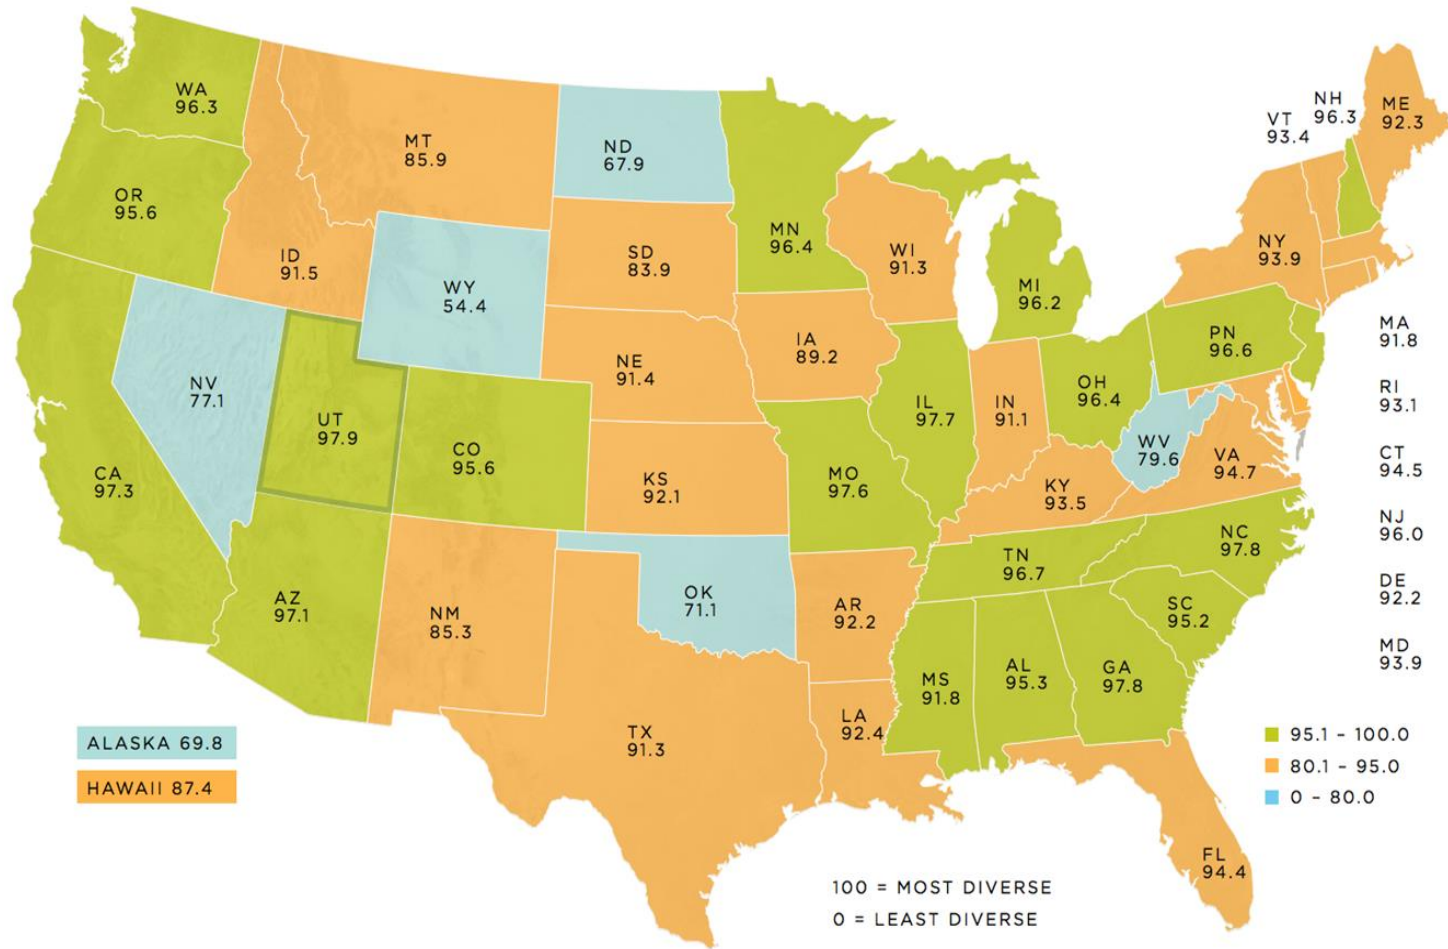 WA
96.3
OR
95.6
CA
97.3
NV
77.1
ID
91.5
MT
85.9
WY
54.4
UT
97.9
AZ
97.1
CO
95.6
NM
85.3
ND
67.9
SD
83.9
NE
91.4
KS
92.1
OK
71.1
TX
91.3
MN
96.4
IA
89.2
MO
97.6
AR
92.2
LA
92.4
WI
91.3
IL
97.7
MI
96.2
IN
91.1
OH
96.4
KY
93.5
TN
96.7
MS
91.8
AL
95.3
GA
97.8
FL
94.4
SC
95.2
NC
97.8
VA
94.7
WV
79.6
PN
96.6
NY
93.9
VT
93.4
NH
96.3
ME
92.3
MA
91.8
RI
93.1
CT
94.5
NJ
96.0
DE
92.2
MD
93.9
ALASKA 69.8
HAWAII 87.4
95.1 – 100.0
80.1 – 95.0
0 – 80.0
100 = MOST DIVERSE
0 = LEAST DIVERSE